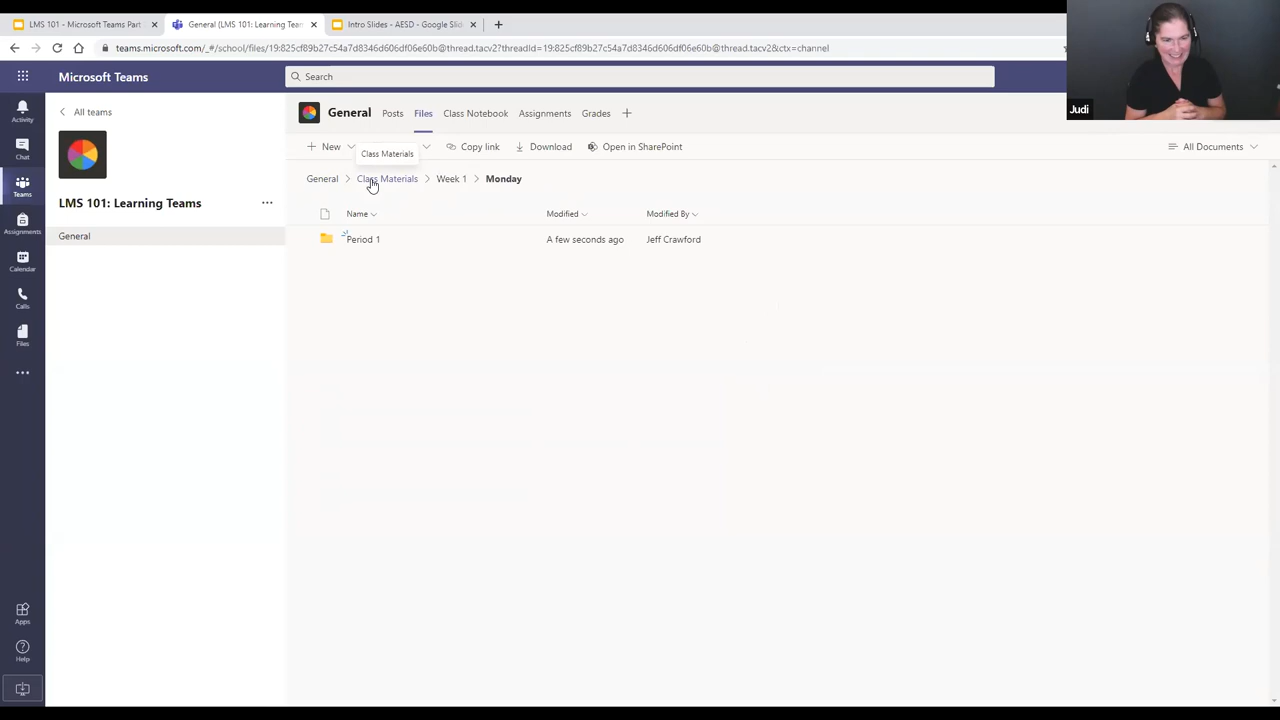 LMS 101 - Microsoft Teams Part
General (LMS 101: Learning Team
Intro Slides - AESD - Google Slid
teams.microsoft.com/_#/school/files/19:825cf89b27c54a7d8346d606df06e60b@thread.tacv2?threadId=19:825cf89b27c54a7d8346d606df06e60b@thread.tacv2&ctx=channel
Microsoft Teams
Search
Judi
Activity
Chat
Teams
Assignments
Calendar
Calls
Files
Apps
Help
All teams
LMS 101: Learning Teams
General
General Posts Files Class Notebook Assignments Grades
New Copy link Download Open in SharePoint All Documents
Class Materials
General > Class Materials > Week 1 > Monday
Name Modified Modified By
Period 1 A few seconds ago Jeff Crawford